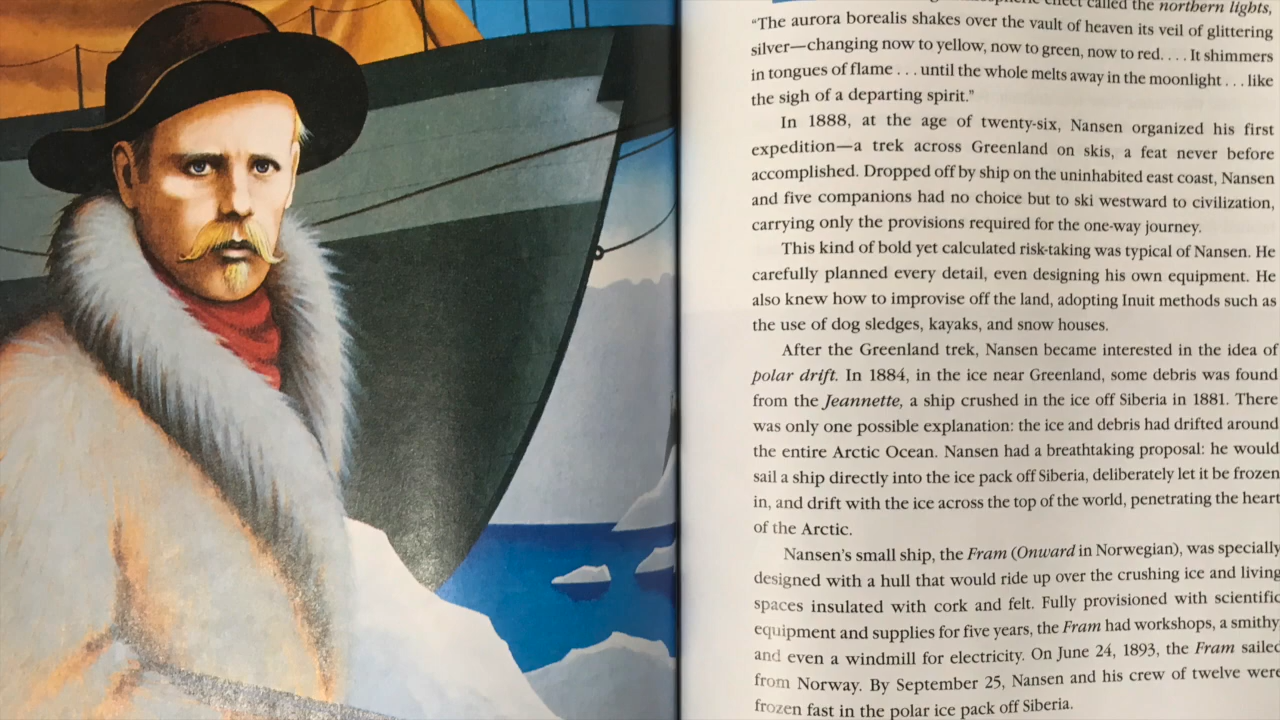 effect called the northern lights,
“The aurora borealis shakes over the vault of heaven its veil of glittering
silver—changing now to yellow, now to green, now to red. . . . It shimmers
in tongues of flame . . . until the whole melts away in the moonlight . . . like
the sigh of a departing spirit.”
In 1888, at the age of twenty-six, Nansen organized his first
expedition—a trek across Greenland on skis, a feat never before
accomplished. Dropped off by ship on the uninhabited east coast, Nansen
and five companions had no choice but to ski westward to civilization,
carrying only the provisions required for the one-way journey.
This kind of bold yet calculated risk-taking was typical of Nansen. He
carefully planned every detail, even designing his own equipment. He
also knew how to improvise off the land, adopting Inuit methods such as
the use of dog sledges, kayaks, and snow houses.
After the Greenland trek, Nansen became interested in the idea of
polar drift. In 1884, in the ice near Greenland, some debris was found
from the Jeannette, a ship crushed in the ice off Siberia in 1881. There
was only one possible explanation: the ice and debris had drifted around
the entire Arctic Ocean. Nansen had a breathtaking proposal: he would
sail a ship directly into the ice pack off Siberia, deliberately let it be frozen
in, and drift with the ice across the top of the world, penetrating the heart
of the Arctic.
Nansen’s small ship, the Fram (Onward in Norwegian), was specially
designed with a hull that would ride up over the crushing ice and living
spaces insulated with cork and felt. Fully provisioned with scientific
equipment and supplies for five years, the Fram had workshops, a smithy
and even a windmill for electricity. On June 24, 1893, the Fram sailed
from Norway. By September 25, Nansen and his crew of twelve were
frozen fast in the polar ice pack off Siberia.